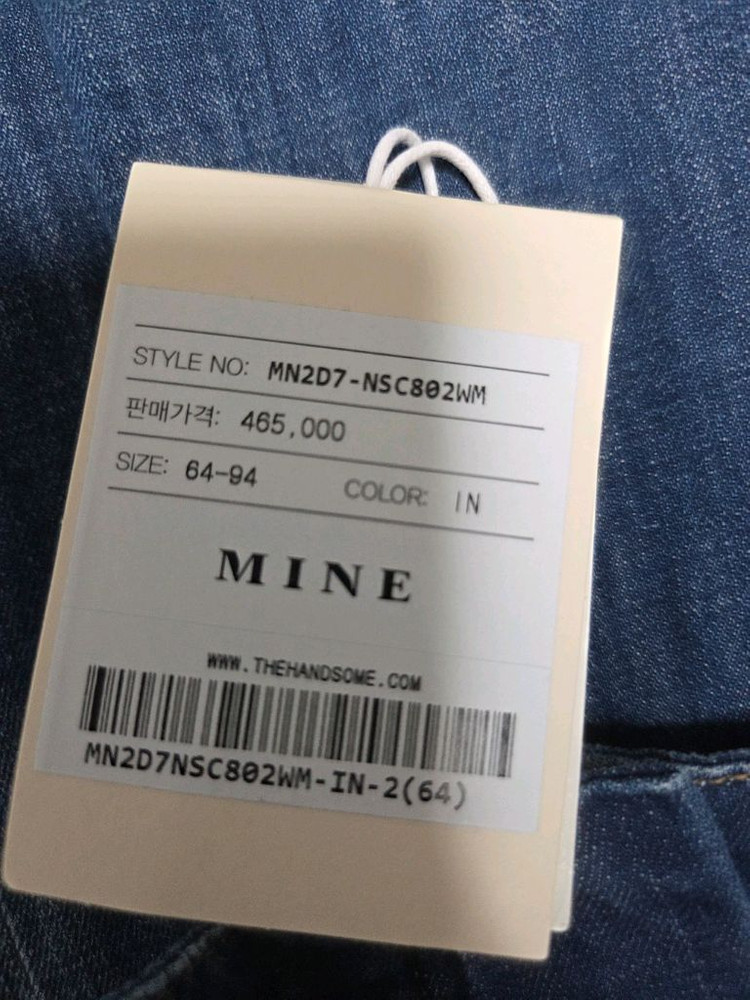 STYLE NO: MN2D7-NSC802WM
판매가격: 465,000
SIZE: 64-94 COLOR: IN
MINE
WWW.THEHANDSOME.COM
MN2D7NSC802WM-IN-2(64)